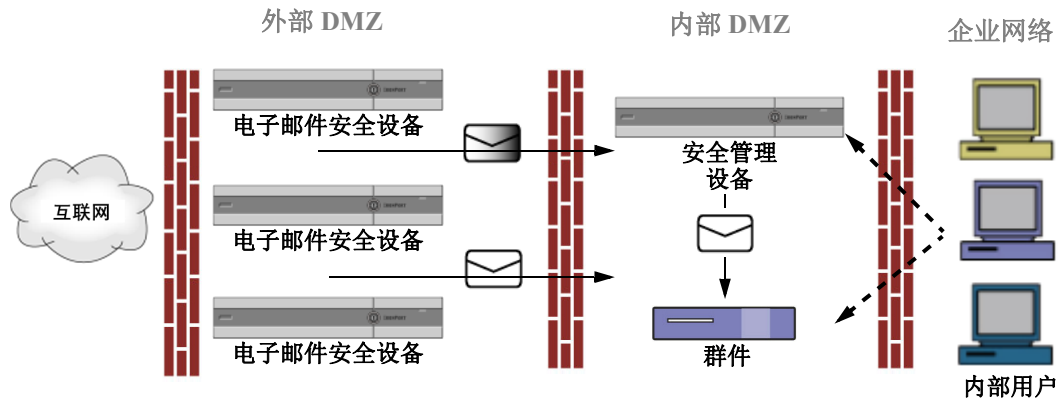 外部 DMZ
内部 DMZ
企业网络
电子邮件安全设备
安全管理
设备
互联网
电子邮件安全设备
电子邮件安全设备
群件
内部用户